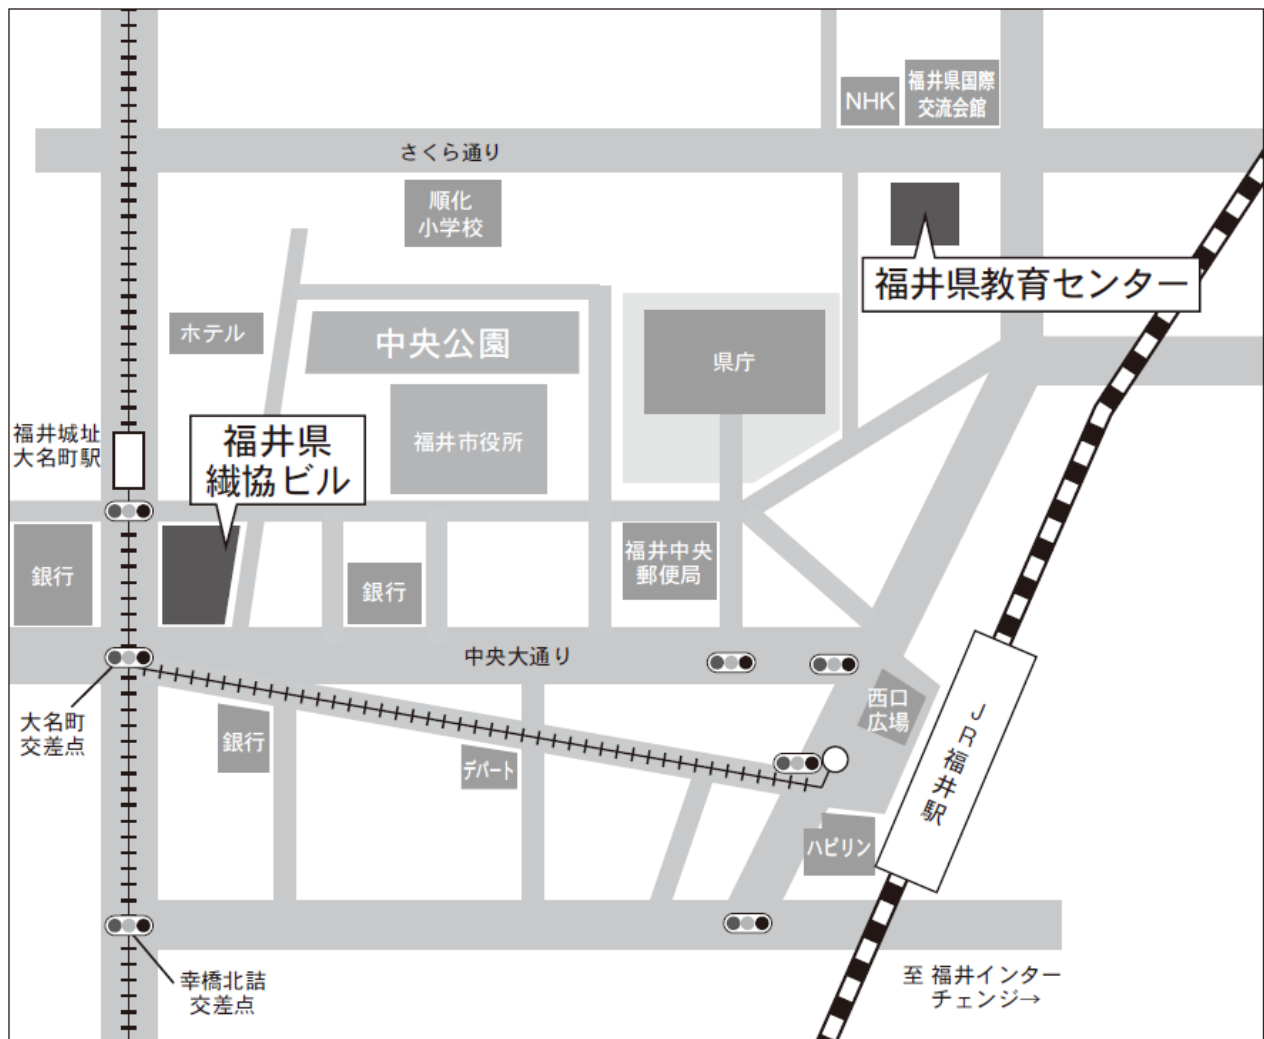 NHK
福井県国際
交流会館
さくら通り
順化
小学校
福井県教育センター
ホテル
中央公園
県庁
福井城址
大名町駅
福井県
繊協ビル
福井市役所
銀行
銀行
福井中央
郵便局
中央大通り
大名町
交差点
銀行
デパート
西口
広場
JR福井駅
ハピリン
幸橋北詰
交差点
至 福井インター
チェンジ→